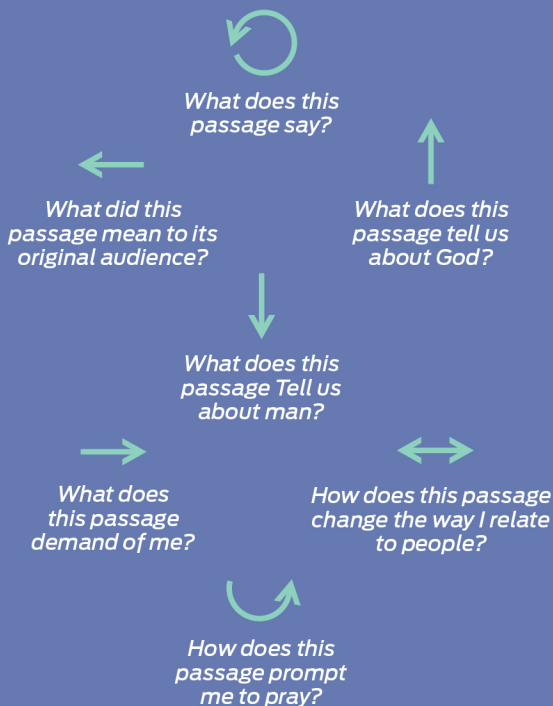 What does this
passage say?
What did this
passage mean to its
original audience?
What does this
passage tell us
about God?
What does this
passage Tell us
about man?
What does
this passage
demand of me?
How does this passage
change the way I relate
to people?
How does this
passage prompt
me to pray?